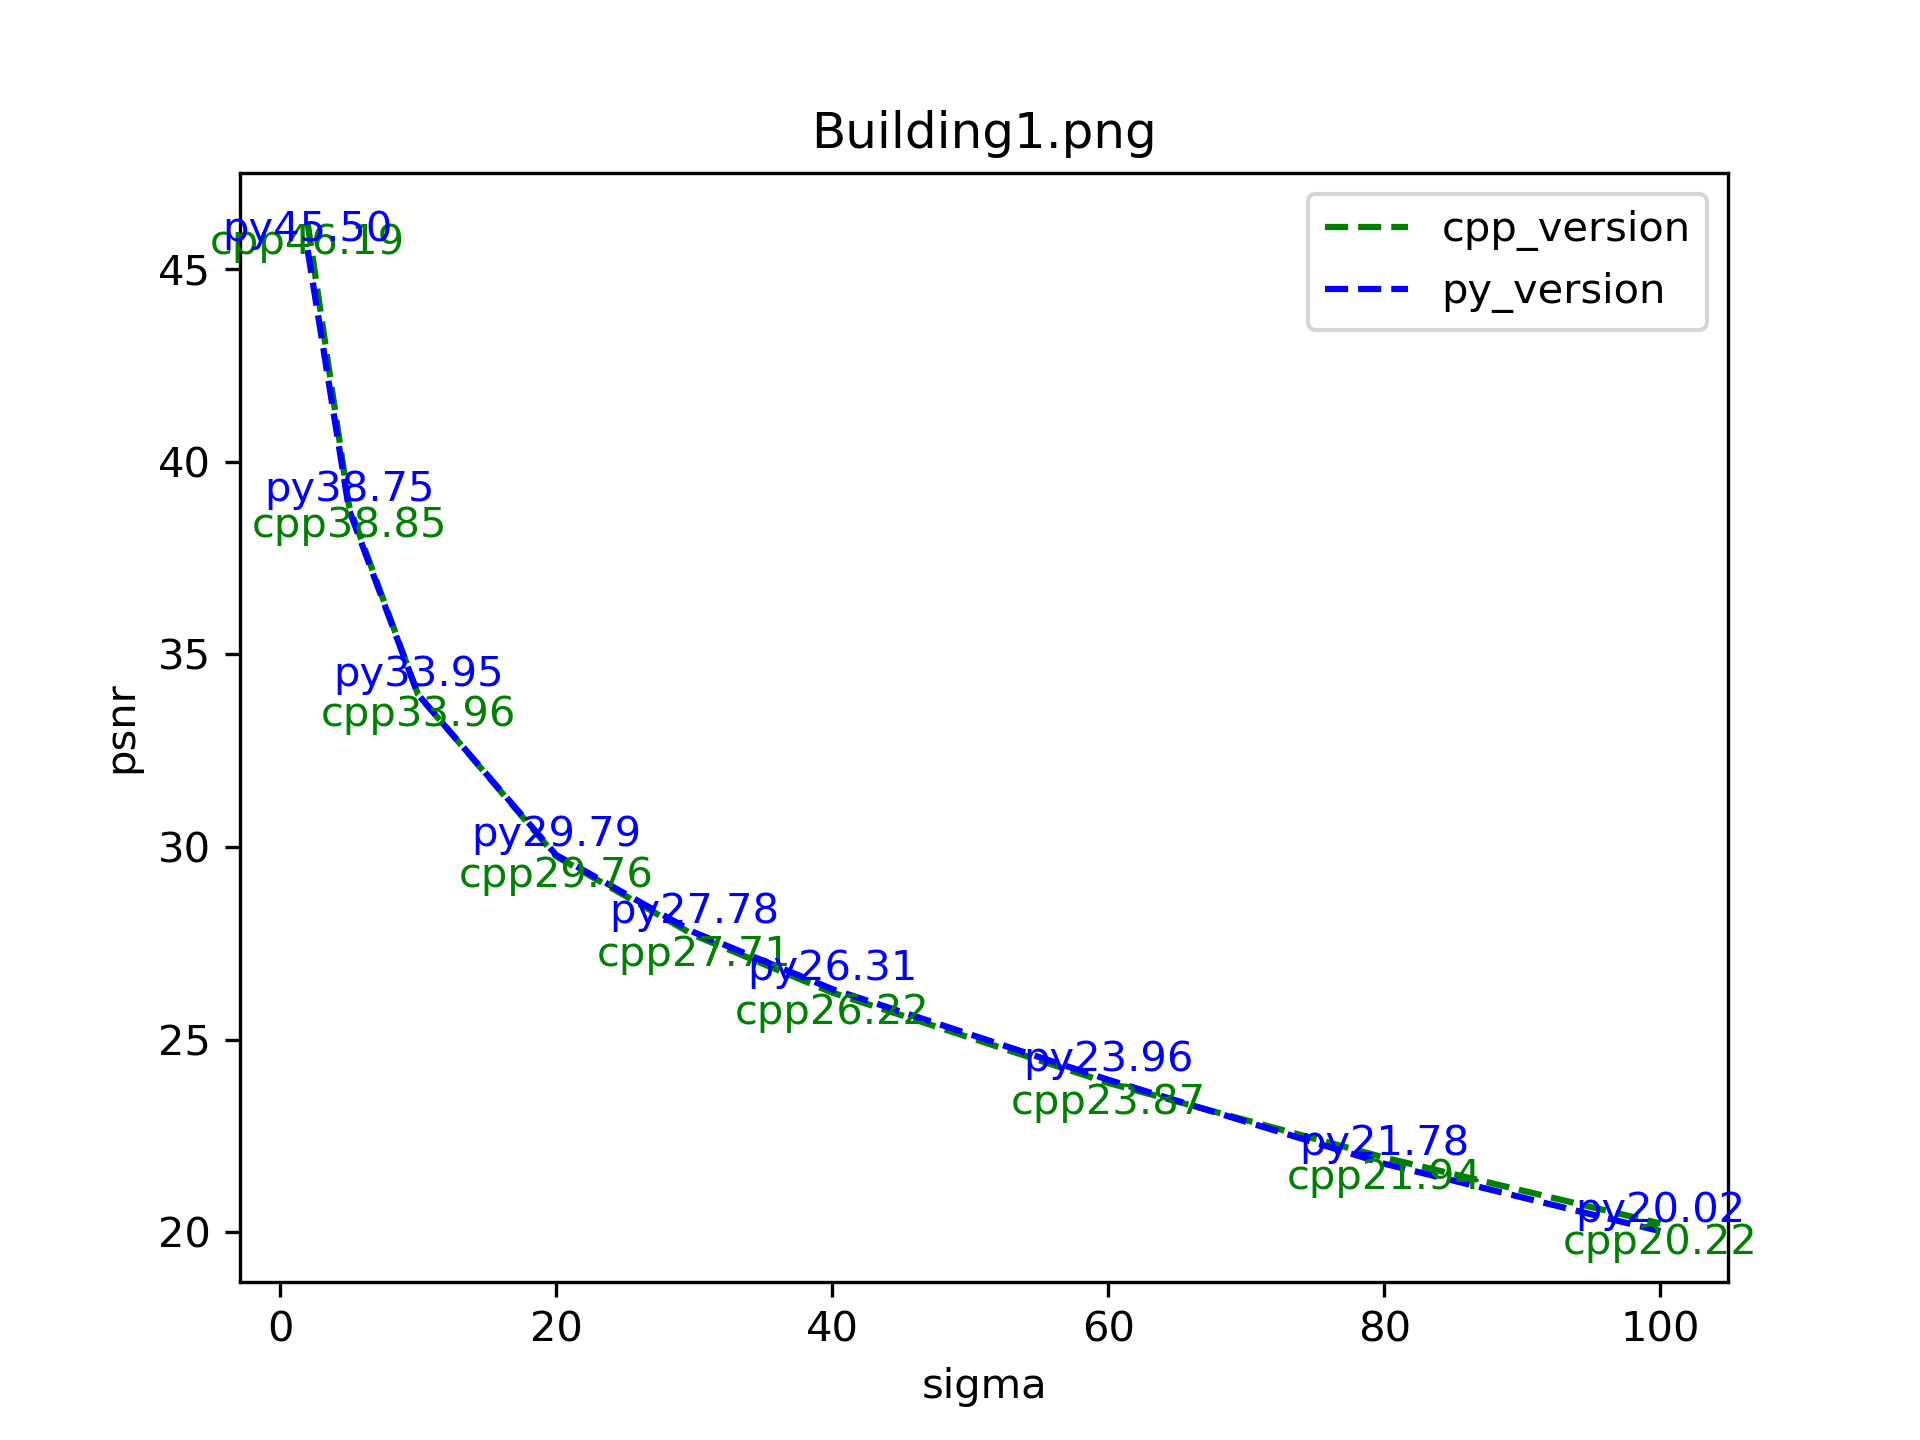 Building1.png
cpp_version
py_version
py45.50
cpp46.19
py38.75
cpp38.85
py33.95
cpp33.96
py29.79
cpp29.76
py27.78
cpp27.71
py26.31
cpp26.22
py23.96
cpp23.87
py21.78
cpp21.94
py20.02
cpp20.22
45
40
35
30
25
20
psnr
0 20 40 60 80 100
sigma